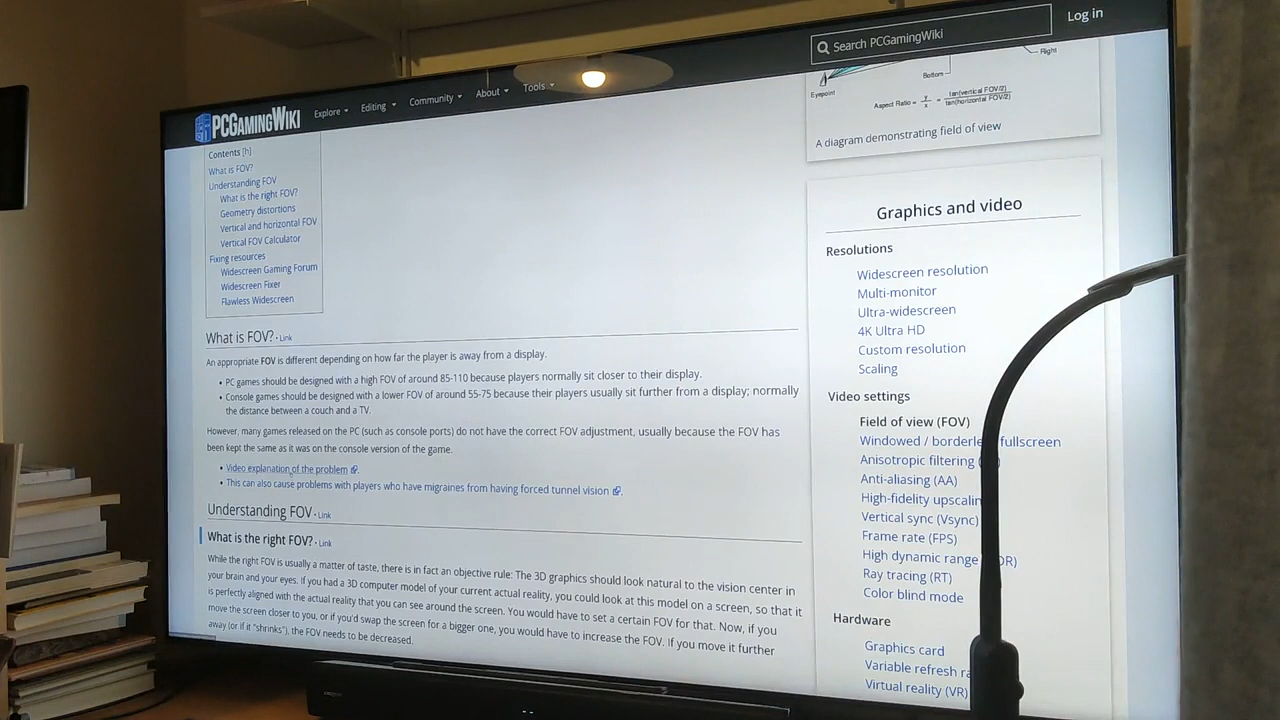 Search PCGamingWiki
Log in
PCGamingWiki
Explore
Editing
Community
About
Tools
Contents [h]
What is FOV?
Understanding FOV
What is the right FOV?
Geometry distortions
Vertical and horizontal FOV
Vertical FOV Calculator
Fixing resources
Widescreen Gaming Forum
Widescreen Fixer
Flawless Widescreen
What is FOV? · Link
An appropriate FOV is different depending on how far the player is away from a display.
• PC games should be designed with a high FOV of around 85-110 because players normally sit closer to their display.
• Console games should be designed with a lower FOV of around 55-75 because their players usually sit further from a display; normally
the distance between a couch and a TV.
However, many games released on the PC (such as console ports) do not have the correct FOV adjustment, usually because the FOV has
been kept the same as it was on the console version of the game.
• Video explanation of the problem.
• This can also cause problems with players who have migraines from having forced tunnel vision.
Understanding FOV · Link
What is the right FOV? · Link
While the right FOV is usually a matter of taste, there is in fact an objective rule: The 3D graphics should look natural to the vision center in
your brain and your eyes. If you had a 3D computer model of your current actual reality, you could look at this model on a screen, so that it
is perfectly aligned with the actual reality that you can see around the screen. You would have to set a certain FOV for that. Now, if you
move the screen closer to you, or if you'd swap the screen for a bigger one, you would have to increase the FOV. If you move it further
away (or if it "shrinks"), the FOV needs to be decreased.
Right
Bottom
Eyepoint
Aspect Ratio = y/x = tan(vertical FOV/2)/tan(horizontal FOV/2)
A diagram demonstrating field of view
Graphics and video
Resolutions
Widescreen resolution
Multi-monitor
Ultra-widescreen
4K Ultra HD
Custom resolution
Scaling
Video settings
Field of view (FOV)
Windowed / borderle fullscreen
Anisotropic filtering
Anti-aliasing (AA)
High-fidelity upscalin
Vertical sync (Vsync)
Frame rate (FPS)
High dynamic range DR)
Ray tracing (RT)
Color blind mode
Hardware
Graphics card
Variable refresh ra
Virtual reality (VR)